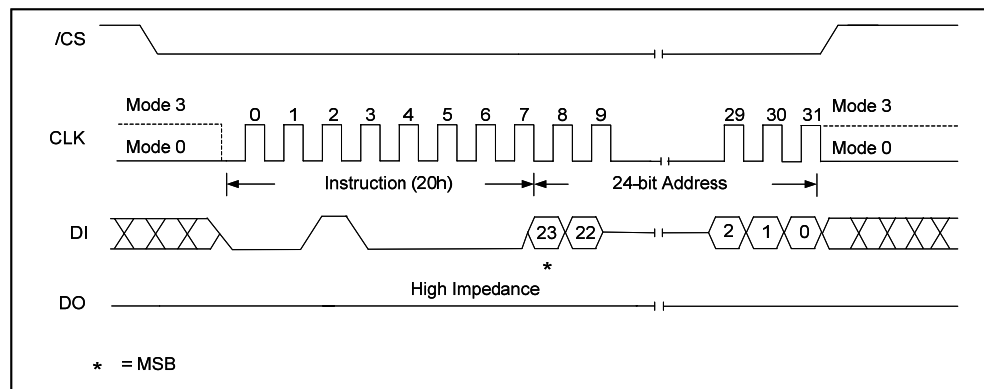 /CS
Mode 3
0 1 2 3 4 5 6 7 8 9 29 30 31 Mode 3
CLK
Mode 0 Mode 0
Instruction (20h) 24-bit Address
DI 23 22 2 1 0
*
High Impedance
DO
* = MSB